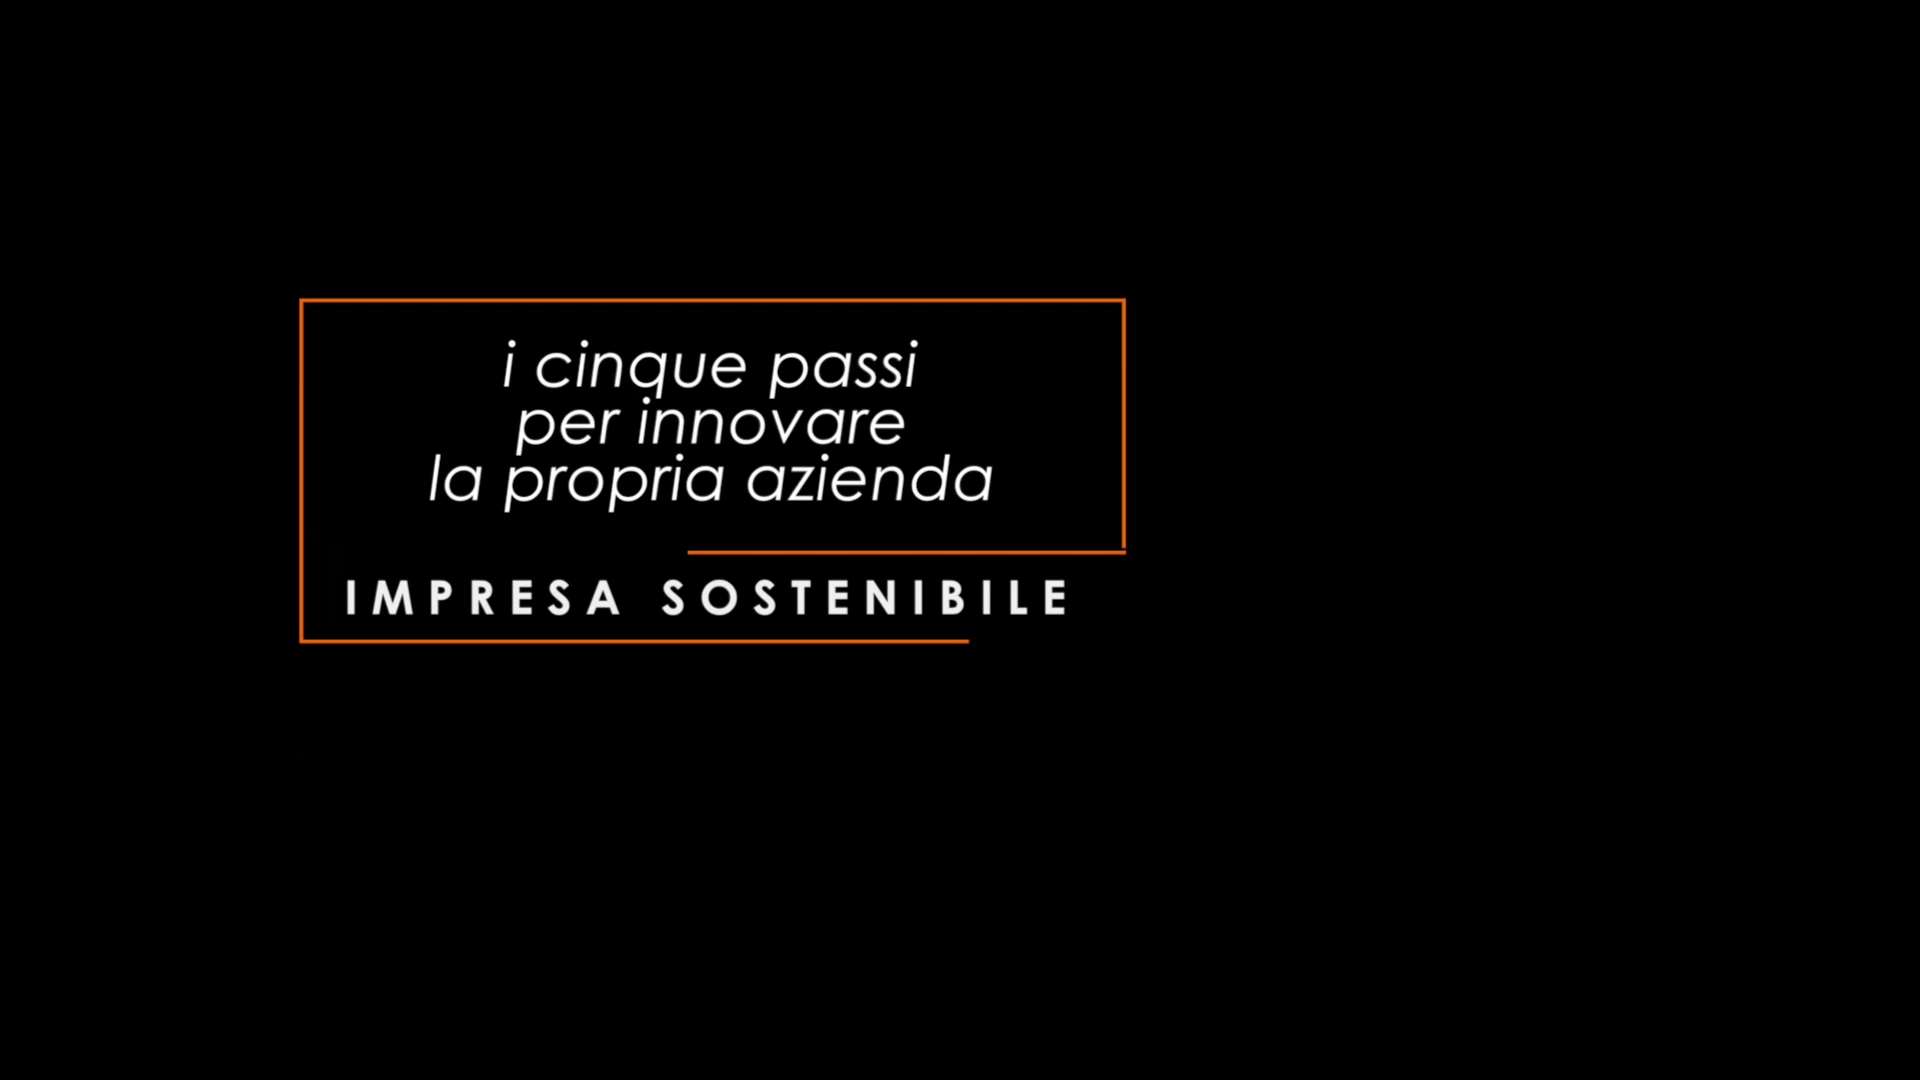 i cinque passi
per innovare
la propria azienda
IMPRESA SOSTENIBILE